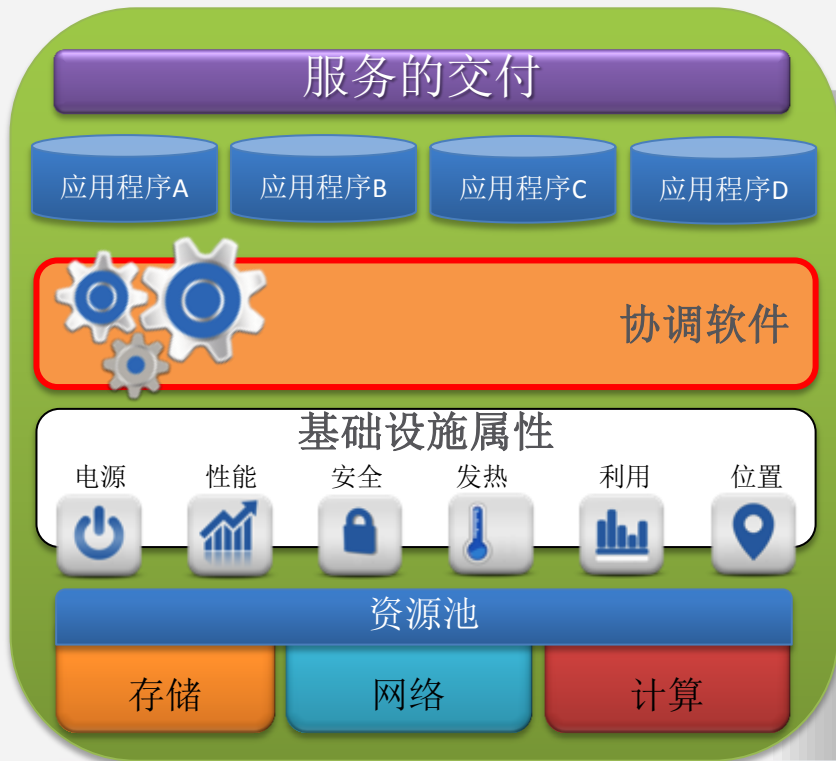 服务的交付
应用程序A 应用程序B 应用程序C 应用程序D
协调软件
基础设施属性
电源 性能 安全 发热 利用 位置
资源池
存储 网络 计算